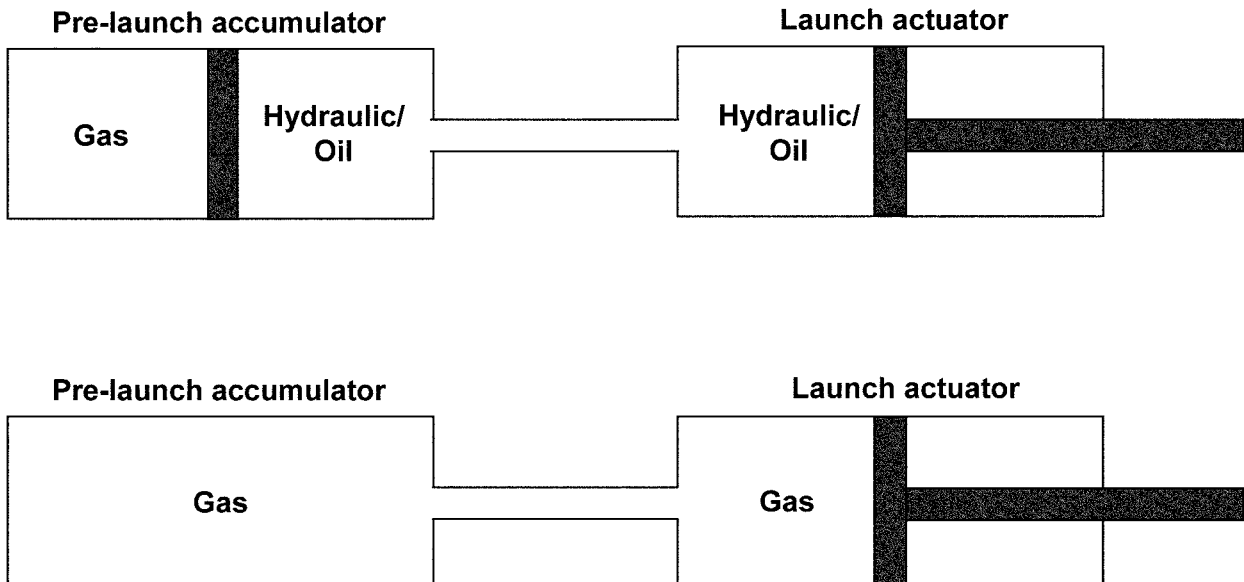 Pre-launch accumulator
Launch actuator
Gas
Hydraulic/
Oil
Hydraulic/
Oil
Pre-launch accumulator
Launch actuator
Gas
Gas